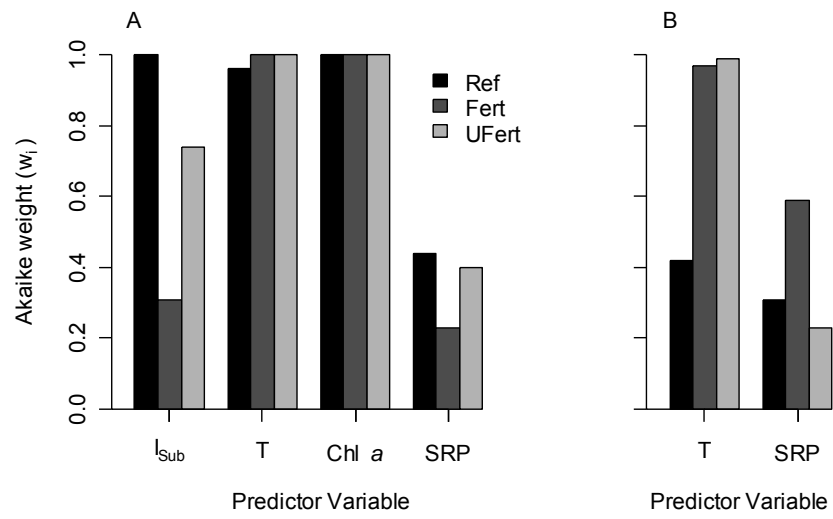 A
B
Akaike weight (wᵢ)
1.0
0.8
0.6
0.4
0.2
0.0
Ref
Fert
UFert
I_Sub T Chl a SRP
T SRP
Predictor Variable
Predictor Variable